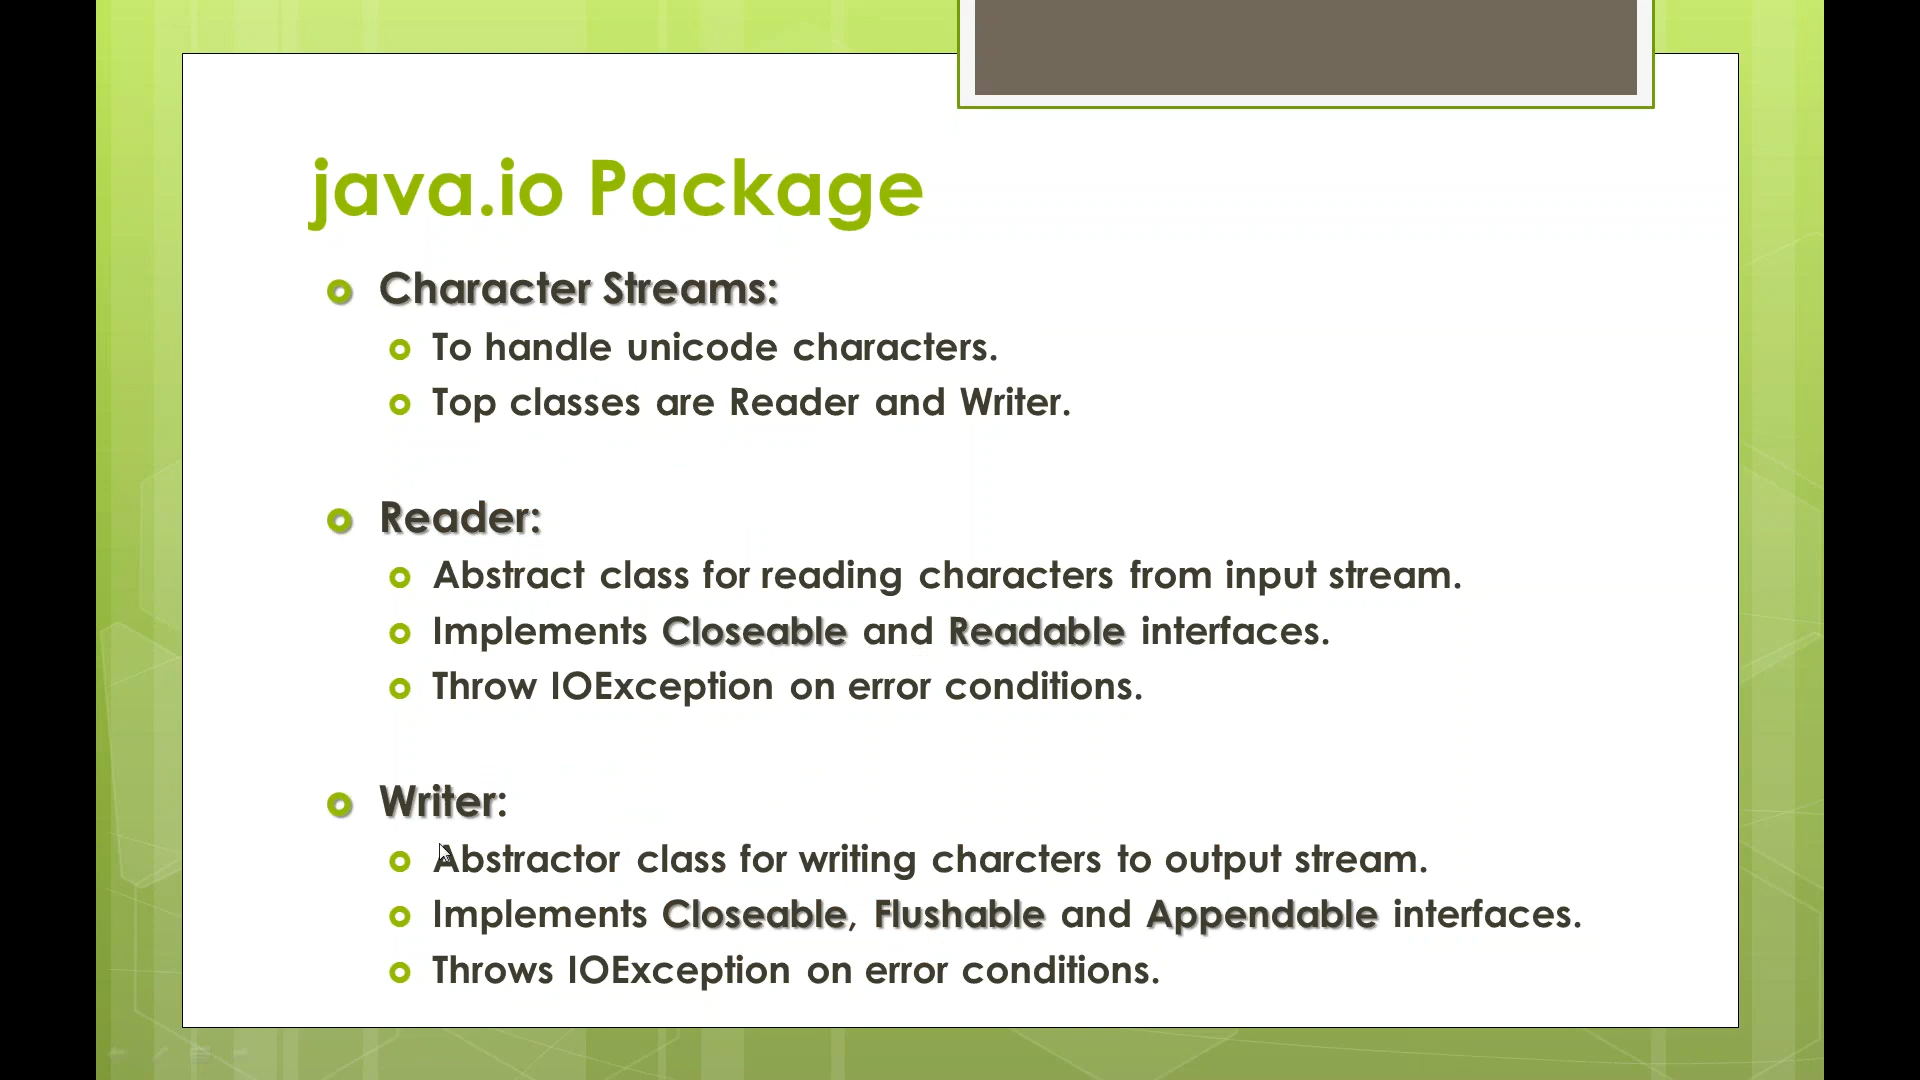 java.io Package
Character Streams:
To handle unicode characters.
Top classes are Reader and Writer.
Reader:
Abstract class for reading characters from input stream.
Implements Closeable and Readable interfaces.
Throw IOException on error conditions.
Writer:
Abstractor class for writing charcters to output stream.
Implements Closeable, Flushable and Appendable interfaces.
Throws IOException on error conditions.